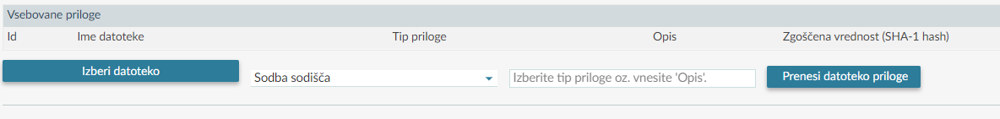 Vsebovane priloge
Id Ime datoteke Tip priloge Opis Zgoščena vrednost (SHA-1 hash)
Izberi datoteko Sodba sodišča Izberite tip priloge oz. vnesite 'Opis'. Prenesi datoteko priloge